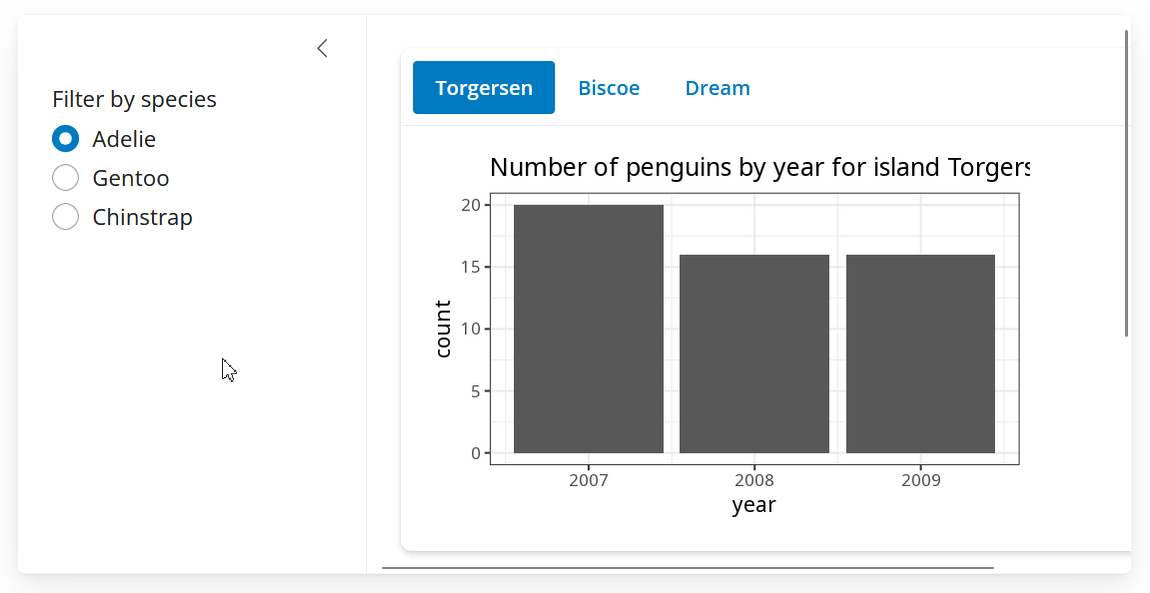 Filter by species
Adelie
Gentoo
Chinstrap
Torgersen Biscoe Dream
Number of penguins by year for island Torgers
20
15
10
5
0
count
2007 2008 2009
year